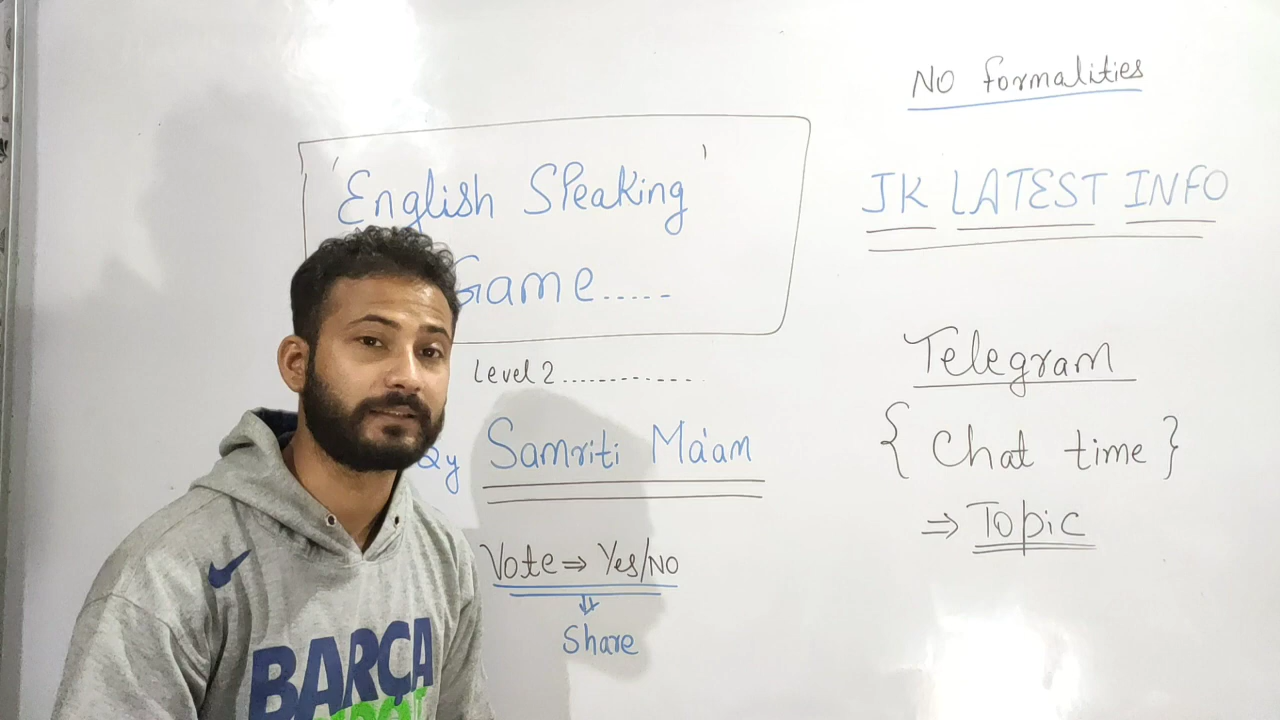 NO formalities
'English Speaking'
Game.....
Level 2..............
By Samriti Ma'am
Vote ⇒ Yes/NO
Share
JK LATEST INFO
Telegram
{ Chat time }
⇒ Topic
BARÇA